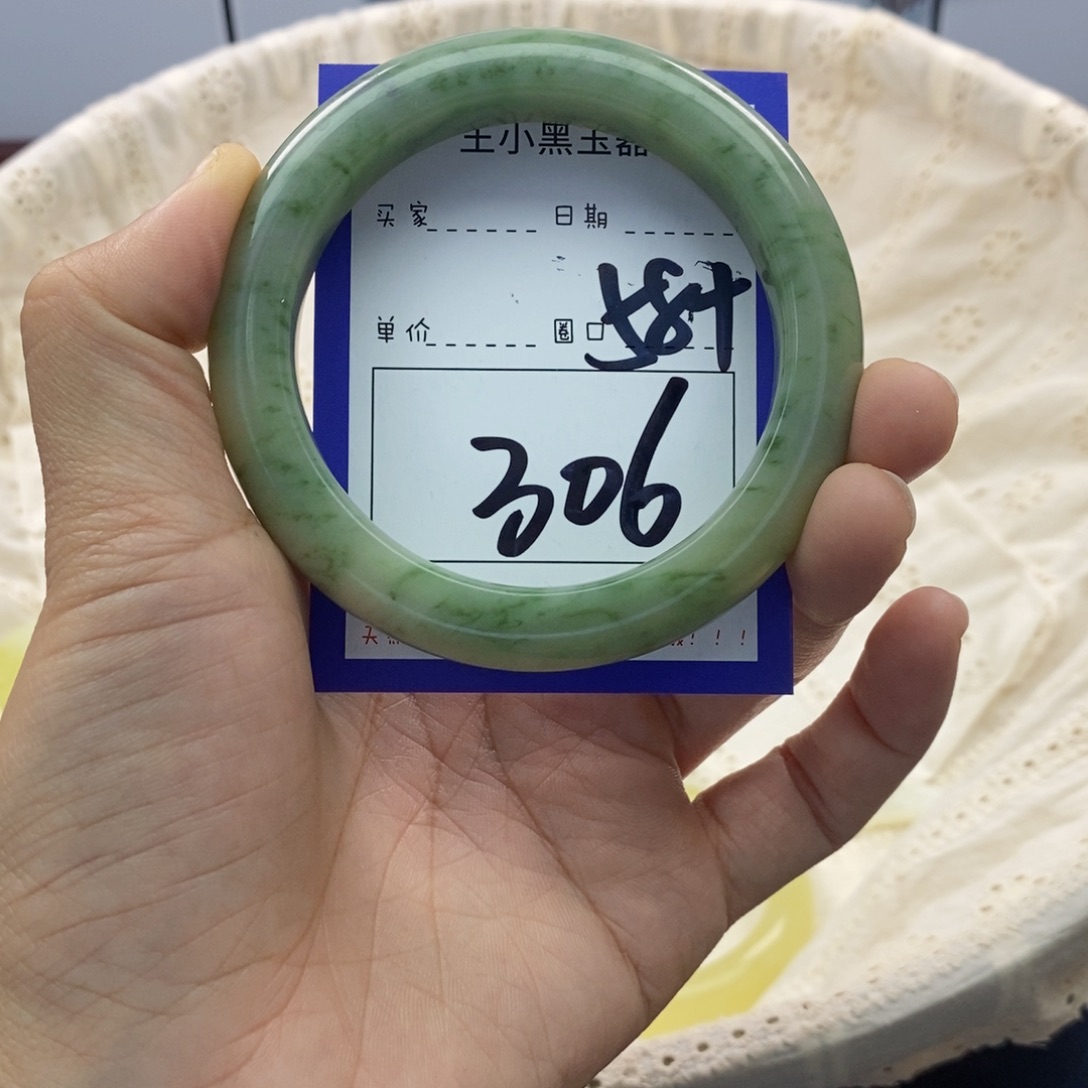 王小黑玉器
买家 日期
单价 圈口 584
306
！！！